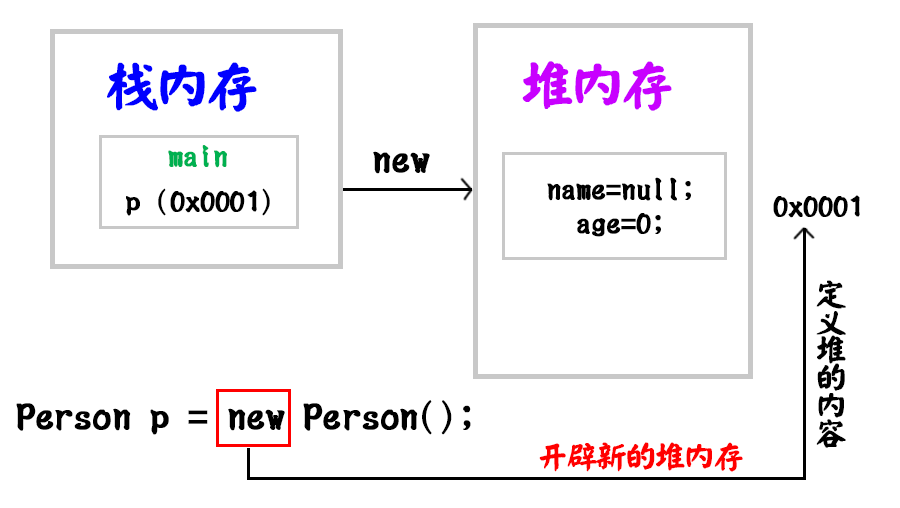 栈内存
main
p (0x0001)
new
堆内存
name=null;
age=0;
0x0001
定义堆的内容
Person p = new Person();
开辟新的堆内存